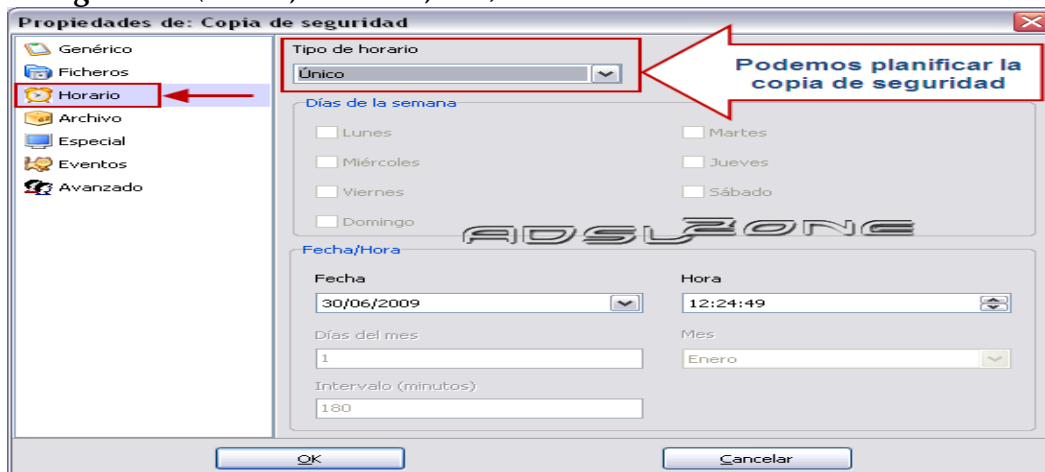 Propiedades de: Copia de seguridad
Genérico
Ficheros
Horario
Archivo
Especial
Eventos
Avanzado
Tipo de horario
Único
Podemos planificar la
copia de seguridad
Días de la semana
Lunes
Martes
Miércoles
Jueves
Viernes
Sábado
Domingo
ADSLZONE
Fecha/Hora
Fecha
Hora
30/06/2009
12:24:49
Días del mes
Mes
1
Enero
Intervalo (minutos)
180
OK
Cancelar